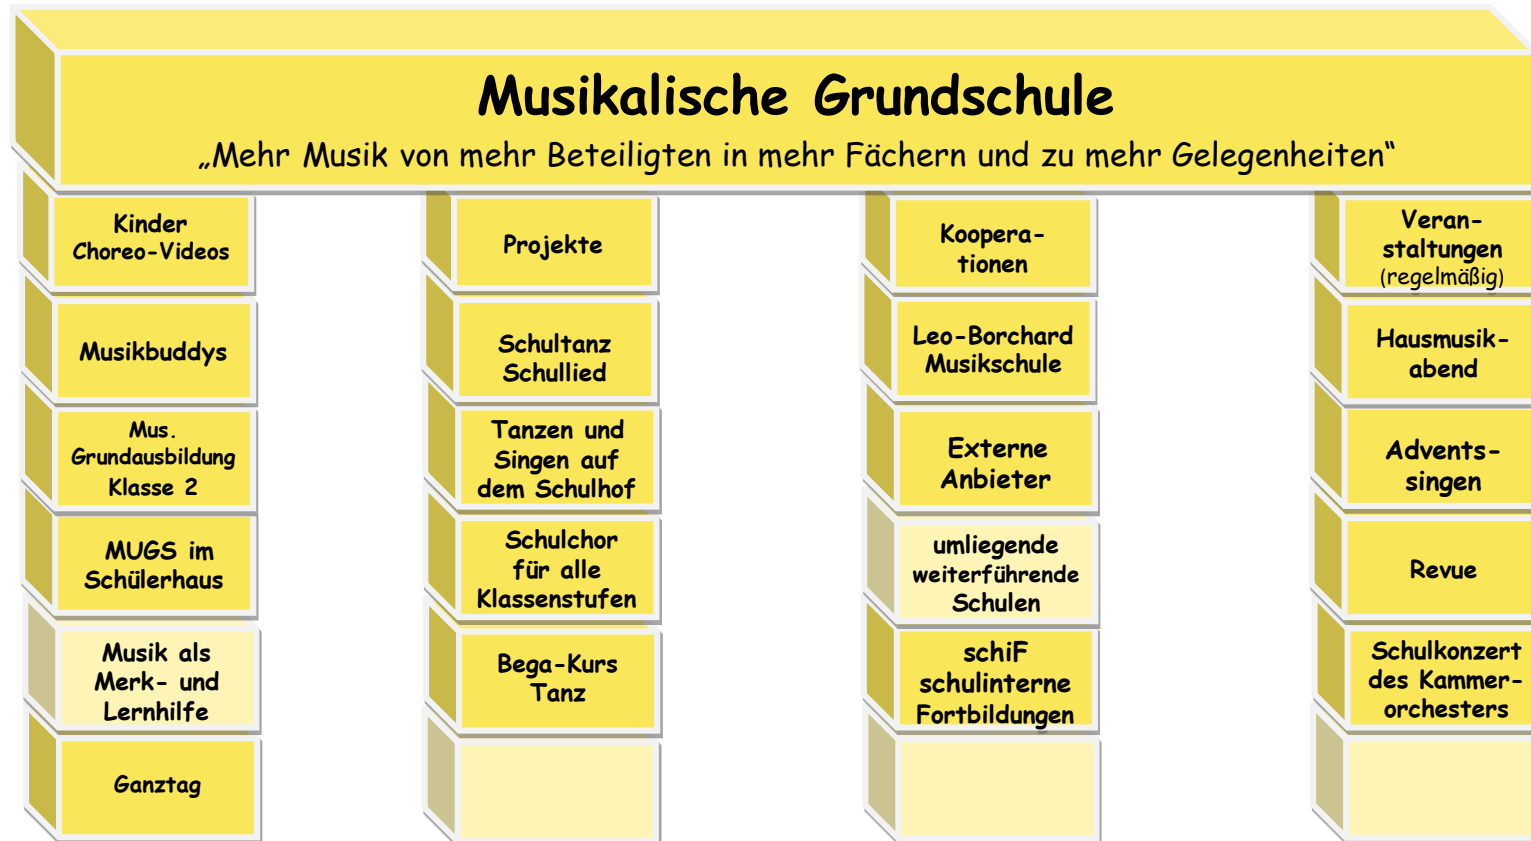 Musikalische Grundschule
„Mehr Musik von mehr Beteiligten in mehr Fächern und zu mehr Gelegenheiten“
Kinder
Choreo-Videos
Musikbuddys
Mus.
Grundausbildung
Klasse 2
MUGS im
Schülerhaus
Musik als
Merk- und
Lernhilfe
Ganztag
Projekte
Schultanz
Schullied
Tanzen und
Singen auf
dem Schulhof
Schulchor
für alle
Klassenstufen
Bega-Kurs
Tanz
Koopera-
tionen
Leo-Borchard
Musikschule
Externe
Anbieter
umliegende
weiterführende
Schulen
schiF
schulinterne
Fortbildungen
Veran-
staltungen
(regelmäßig)
Hausmusik-
abend
Advents-
singen
Revue
Schulkonzert
des Kammer-
orchesters